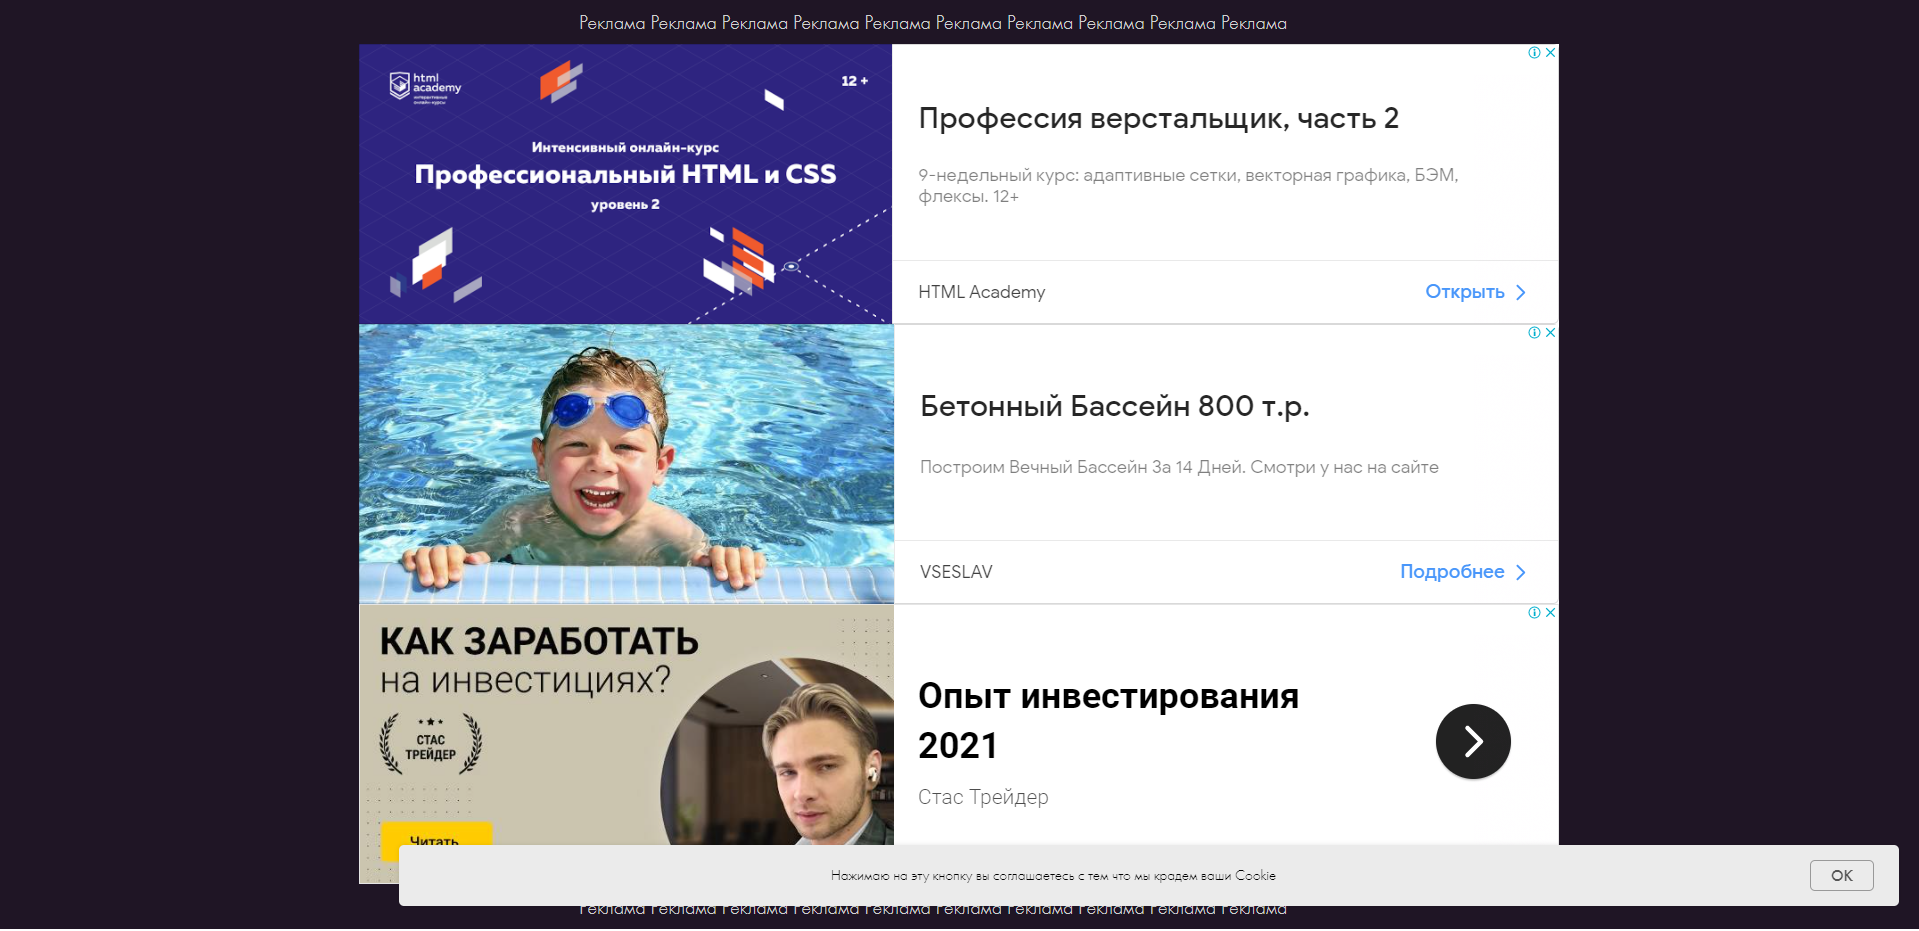 Реклама Реклама Реклама Реклама Реклама Реклама Реклама Реклама Реклама Реклама
html
academy
интерактивные
онлайн-курсы
12 +
Интенсивный онлайн-курс
Профессиональный HTML и CSS
уровень 2
Профессия верстальщик, часть 2
9-недельный курс: адаптивные сетки, векторная графика, БЭМ,
флексы. 12+
HTML Academy
Открыть
Бетонный Бассейн 800 т.р.
Построим Вечный Бассейн За 14 Дней. Смотри у нас на сайте
VSESLAV
Подробнее
КАК ЗАРАБОТАТЬ
на инвестициях?
СТАС
ТРЕЙДЕР
Читать
Опыт инвестирования
2021
Стас Трейдер
Нажимаю на эту кнопку вы соглашаетесь с тем что мы крадем ваши Cookie
OK
Реклама Реклама Реклама Реклама Реклама Реклама Реклама Реклама Реклама Реклама